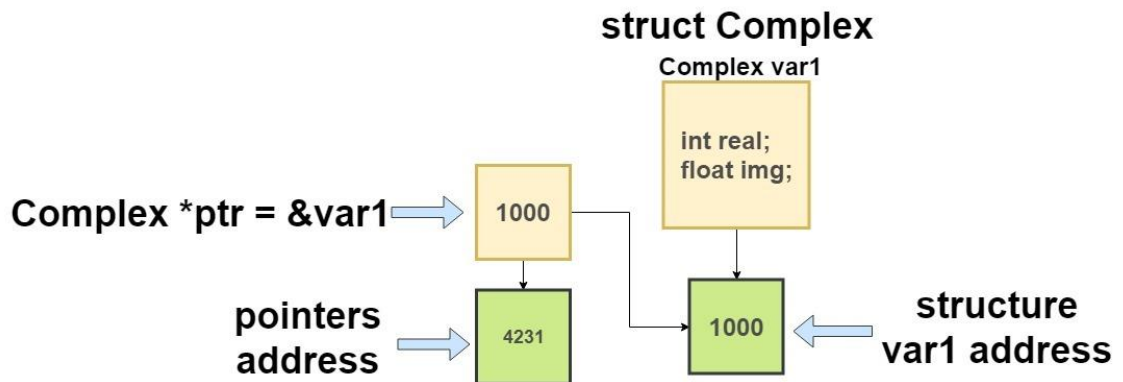 struct Complex
Complex var1
int real;
float img;
Complex *ptr = &var1
1000
pointers
address
4231
1000
structure
var1 address